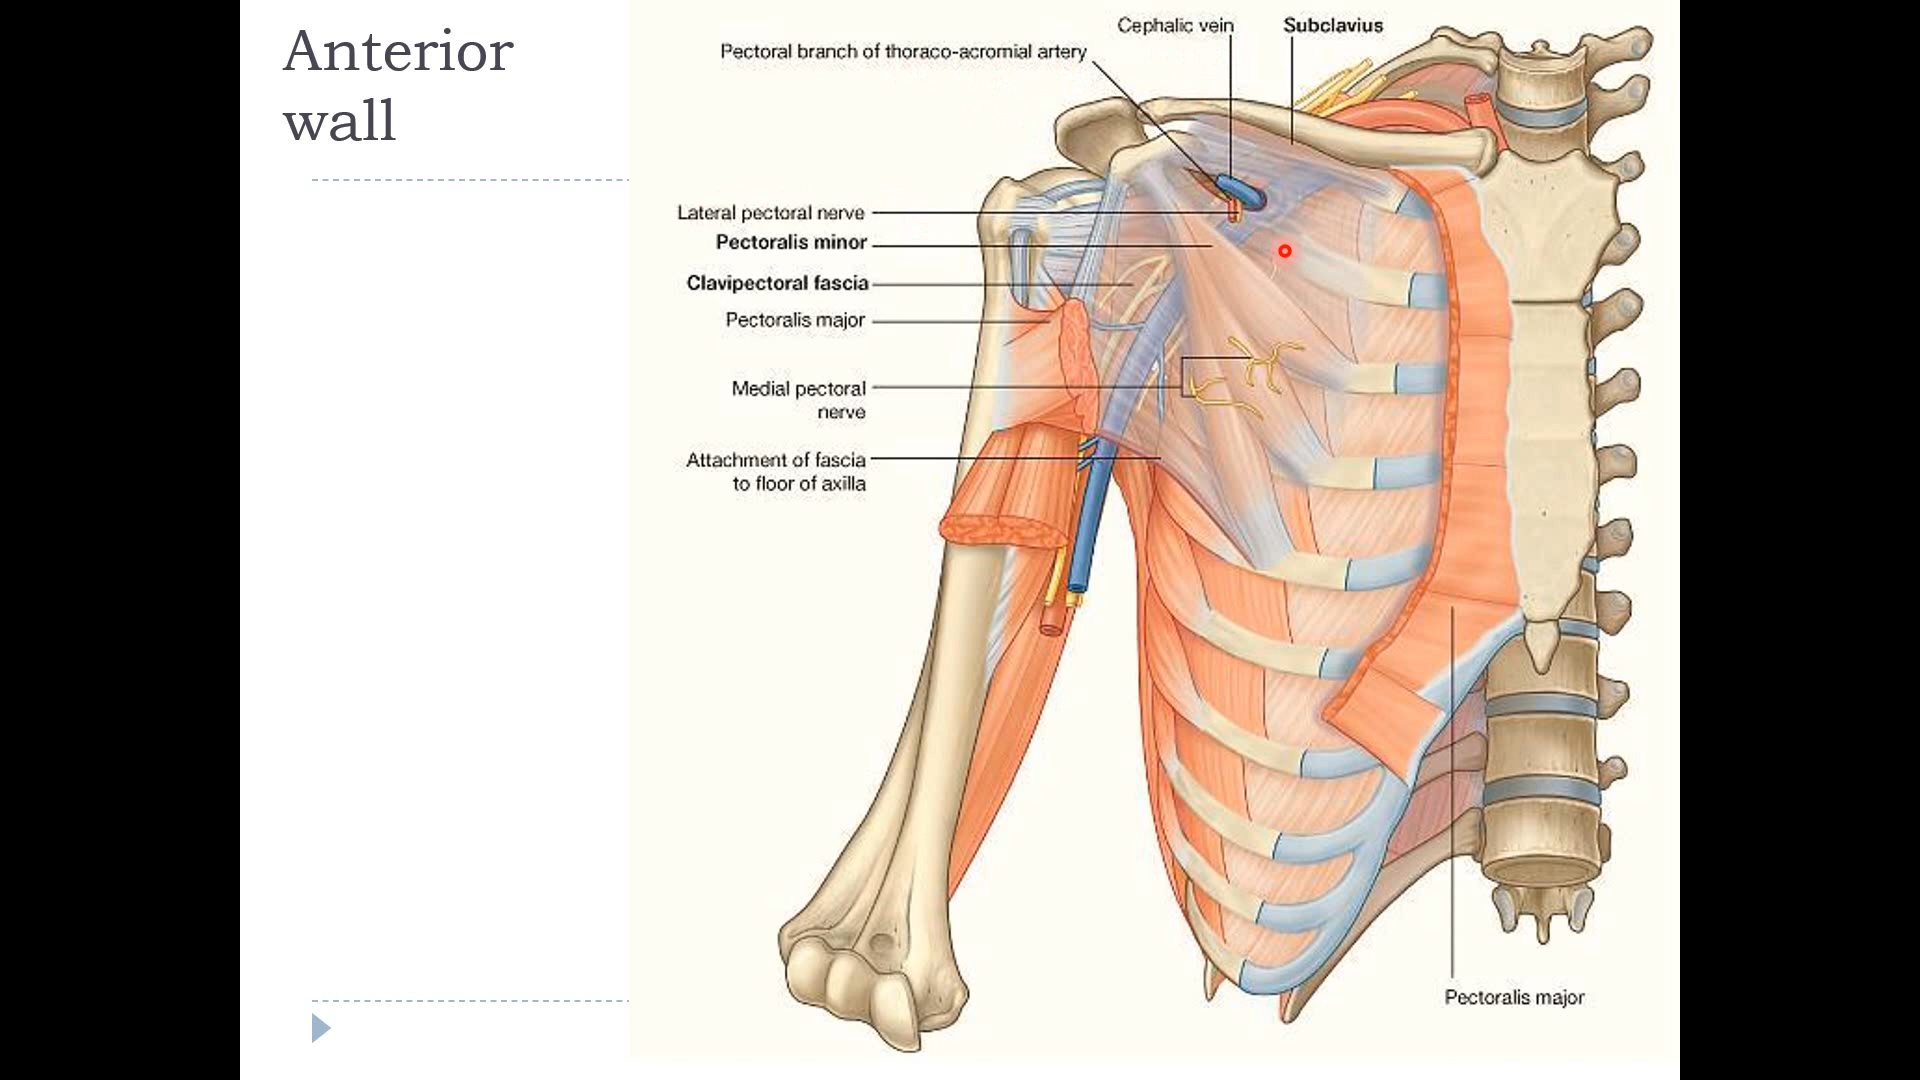 Anterior
wall
Cephalic vein
Subclavius
Pectoral branch of thoraco-acromial artery
Lateral pectoral nerve
Pectoralis minor
Clavipectoral fascia
Pectoralis major
Medial pectoral
nerve
Attachment of fascia
to floor of axilla
Pectoralis major